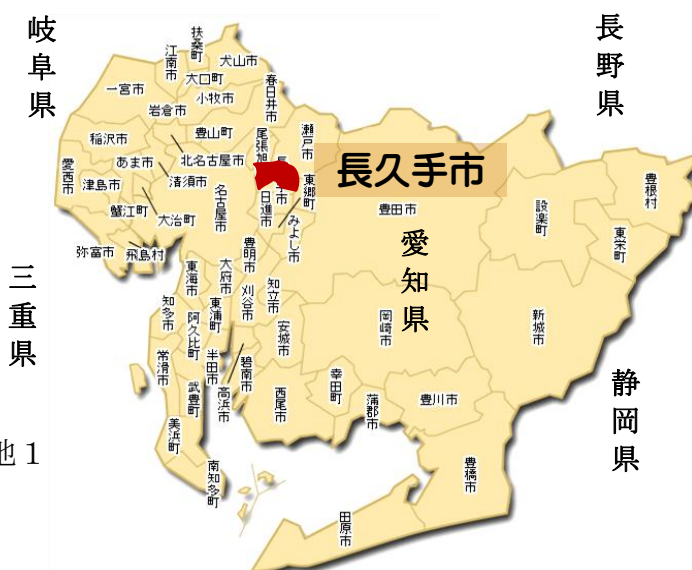 岐阜県
長野県
三重県
静岡県
愛知県
長久手市
扶桑町
江南市
犬山市
大口町
一宮市
小牧市
岩倉市
春日井市
稲沢市
豊山町
尾張旭
瀬戸市
愛西市
あま市
北名古屋市
津島市
清須市
名古屋市
長
手市
日進市
東郷町
みよし市
豊田市
設楽町
豊根村
東栄町
蟹江町
大治町
弥富市
飛島村
豊明市
東海市
大府市
刈谷市
知立市
知多市
東浦町
阿久比町
安城市
岡崎市
新城市
常滑市
半田市
碧南市
武豊町
高浜市
西尾市
幸田町
蒲郡市
豊川市
美浜町
南知多町
豊橋市
田原市
地1